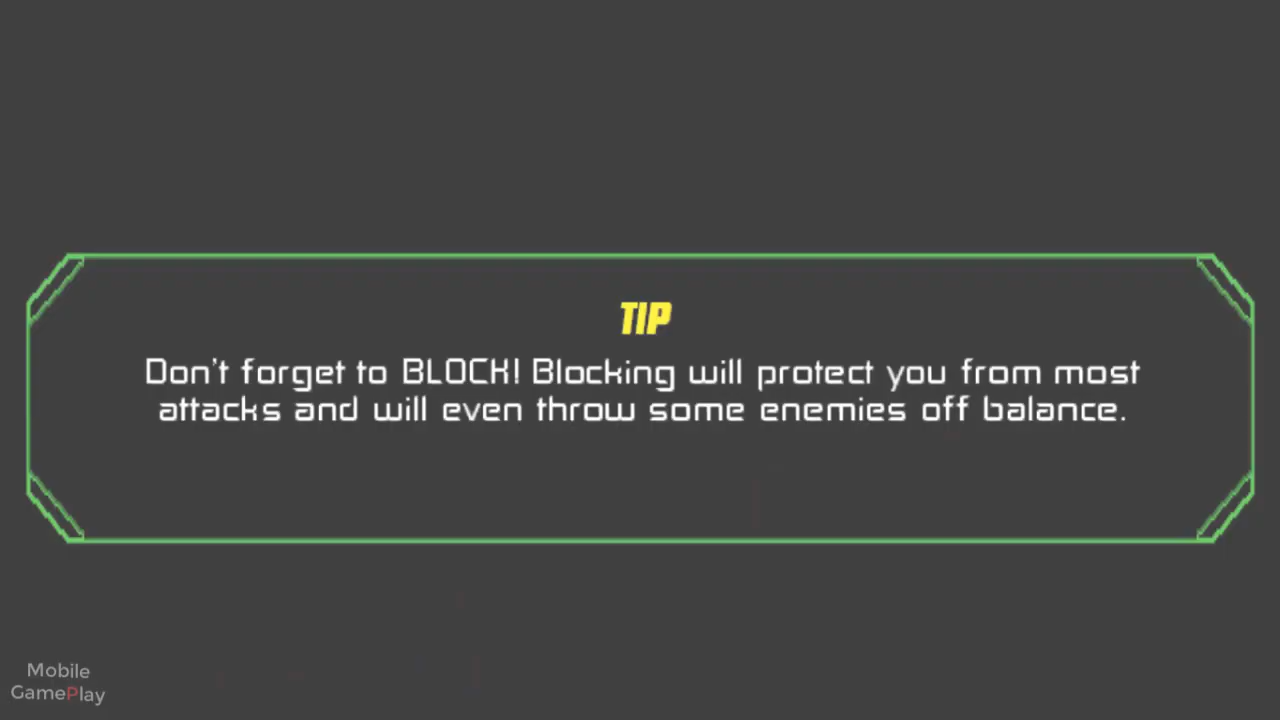 TIP
Don't forget to BLOCK! Blocking will protect you from most
attacks and will even throw some enemies off balance.
Mobile
GamePlay